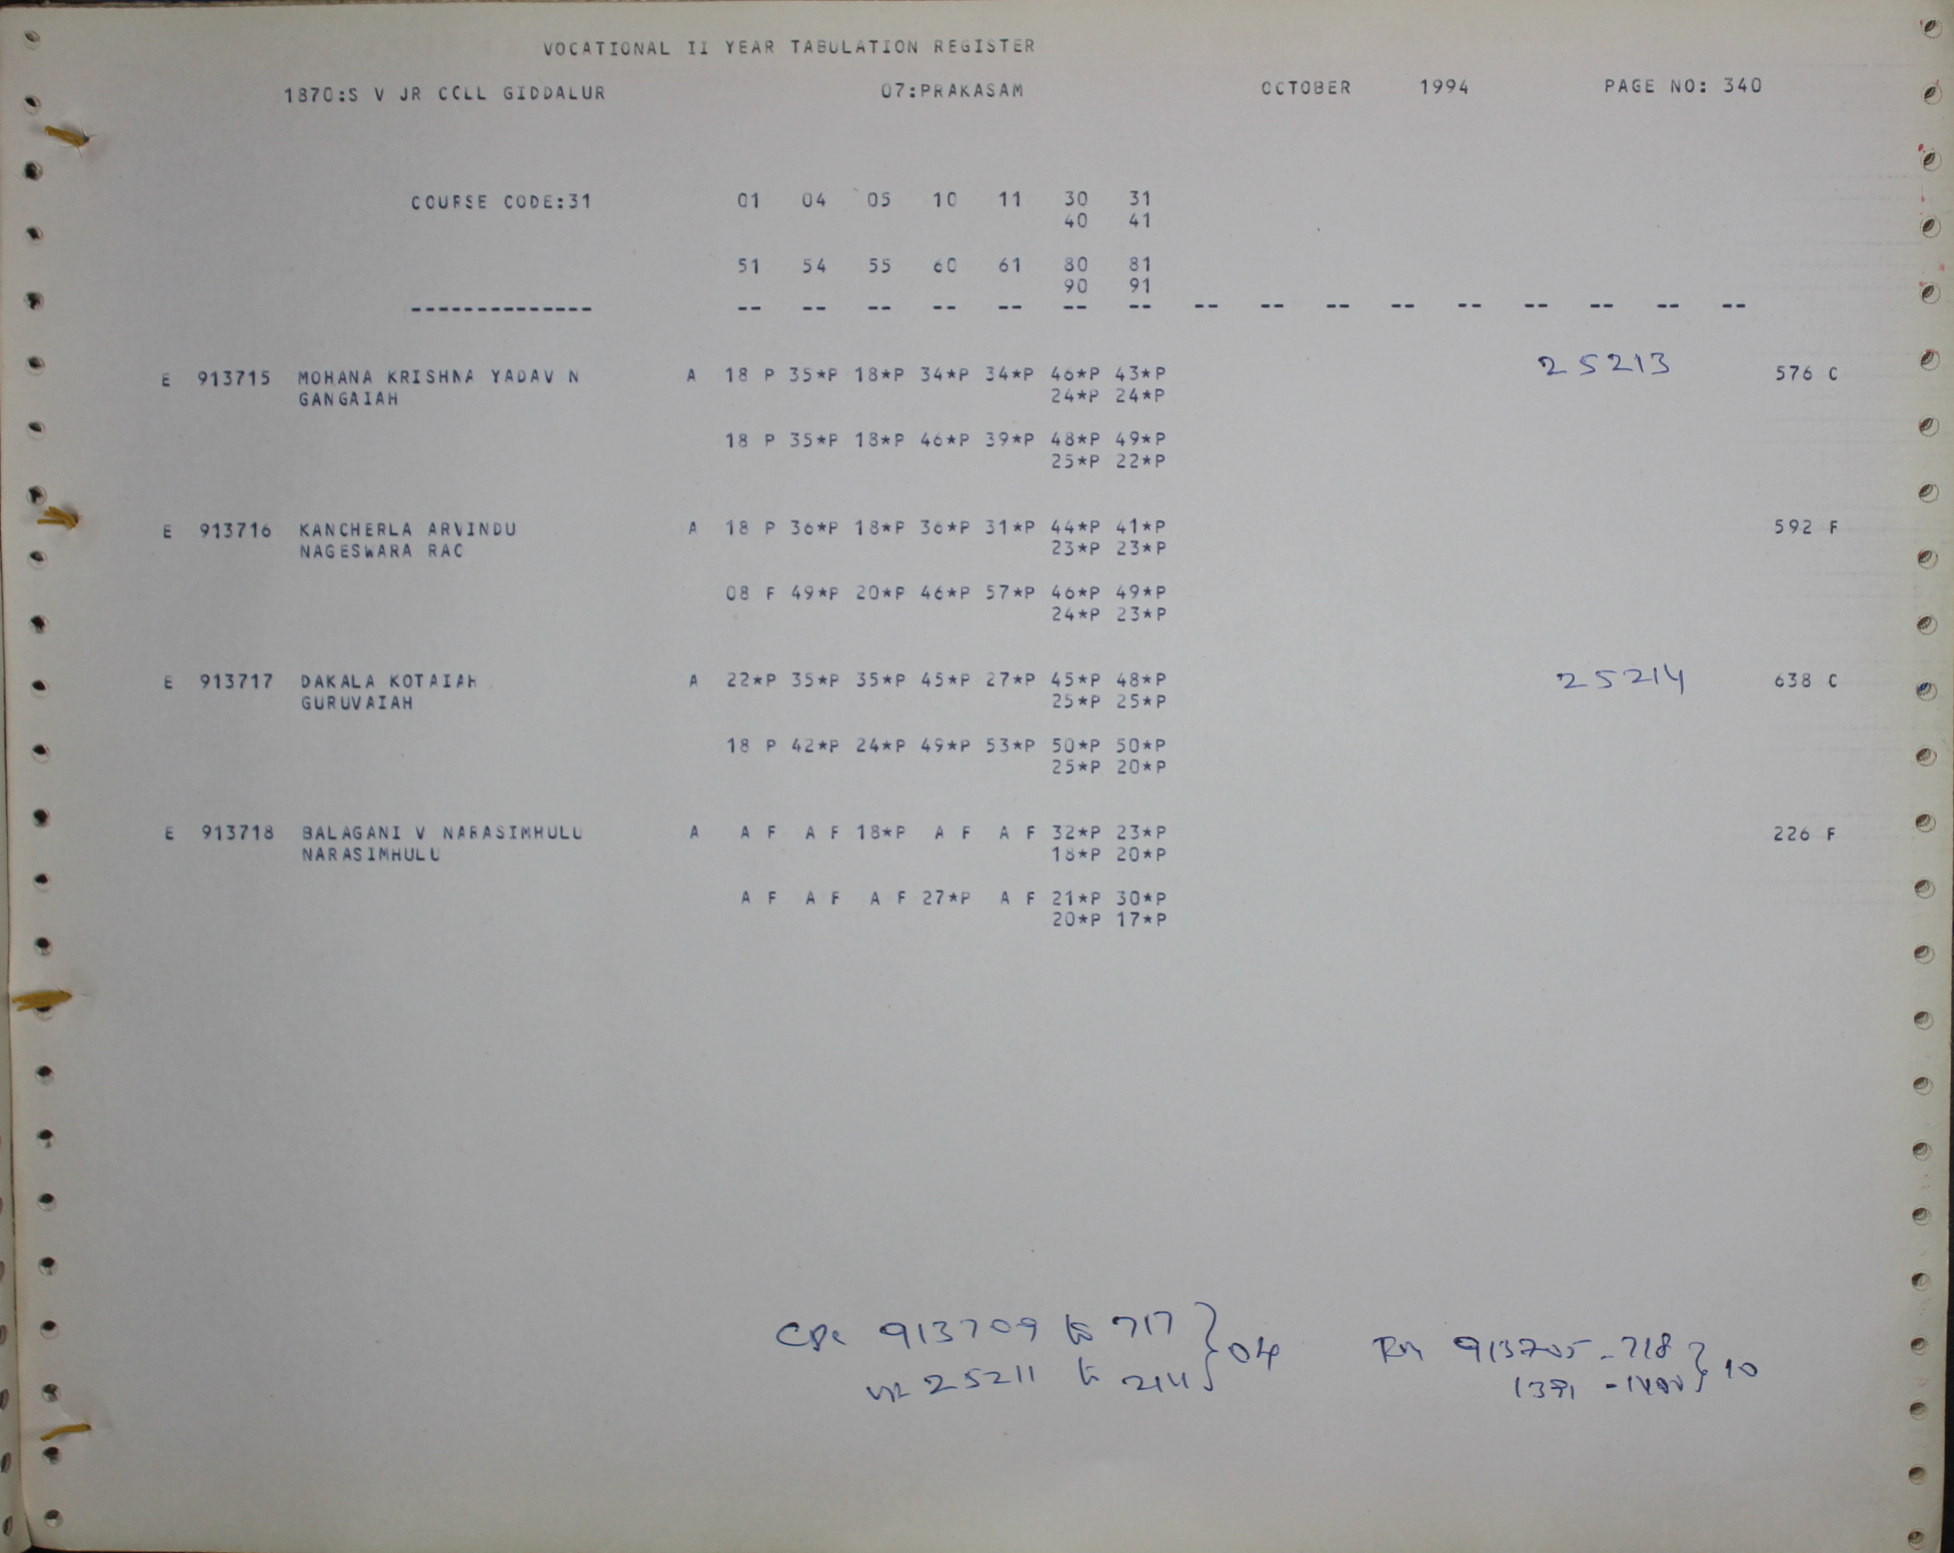 VOCATIONAL II YEAR TABULATION REGISTER
1870:S V JR COLL GIDDALUR 07:PRAKASAM OCTOBER 1994 PAGE NO: 340
COURSE CODE:31 01 04 05 10 11 30 31
40 41
51 54 55 60 61 80 81
90 91
-------------- -- -- -- -- -- -- -- -- -- -- -- -- -- -- -- --
E 913715 MOHANA KRISHNA YADAV N A 18 P 35*P 18*P 34*P 34*P 46*P 43*P 25213 576 C
GANGAIAH 24*P 24*P
18 P 35*P 18*P 46*P 39*P 48*P 49*P
25*P 22*P
E 913716 KANCHERLA ARVINDU A 18 P 36*P 18*P 36*P 31*P 44*P 41*P 592 F
NAGESWARA RAO 23*P 23*P
08 F 49*P 20*P 46*P 57*P 46*P 49*P
24*P 23*P
E 913717 DAKALA KOTAIAH A 22*P 35*P 35*P 45*P 27*P 45*P 48*P 25214 638 C
GURUVAIAH 25*P 25*P
18 P 42*P 24*P 49*P 53*P 50*P 50*P
25*P 20*P
E 913718 BALAGANI V NARASIMHULU A A F A F 18*P A F A F 32*P 23*P 226 F
NARASIMHULU 18*P 20*P
A F A F A F 27*P A F 21*P 30*P
20*P 17*P
913709 to 717 } 04
25211 to 214
913705-718 } 10
1391 -1400